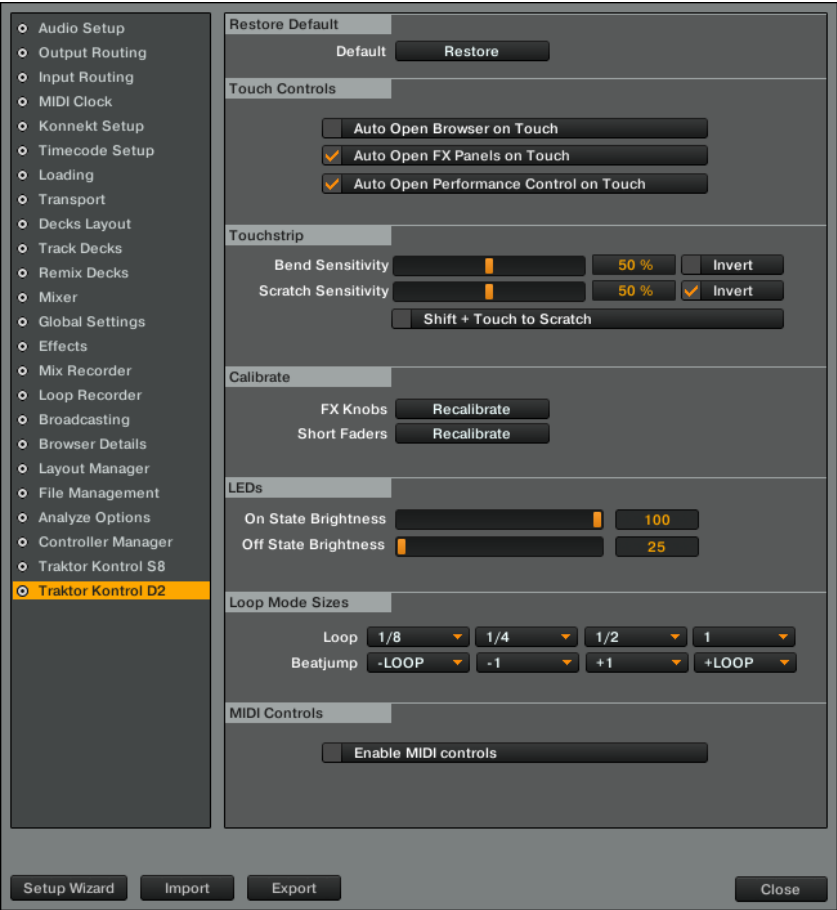 Audio Setup
Output Routing
Input Routing
MIDI Clock
Konnekt Setup
Timecode Setup
Loading
Transport
Decks Layout
Track Decks
Remix Decks
Mixer
Global Settings
Effects
Mix Recorder
Loop Recorder
Broadcasting
Browser Details
Layout Manager
File Management
Analyze Options
Controller Manager
Traktor Kontrol S8
Traktor Kontrol D2
Restore Default
Default Restore
Touch Controls
Auto Open Browser on Touch
Auto Open FX Panels on Touch
Auto Open Performance Control on Touch
Touchstrip
Bend Sensitivity 50 % Invert
Scratch Sensitivity 50 % Invert
Shift + Touch to Scratch
Calibrate
FX Knobs Recalibrate
Short Faders Recalibrate
LEDs
On State Brightness 100
Off State Brightness 25
Loop Mode Sizes
Loop 1/8 1/4 1/2 1
Beatjump -LOOP -1 +1 +LOOP
MIDI Controls
Enable MIDI controls
Setup Wizard Import Export Close